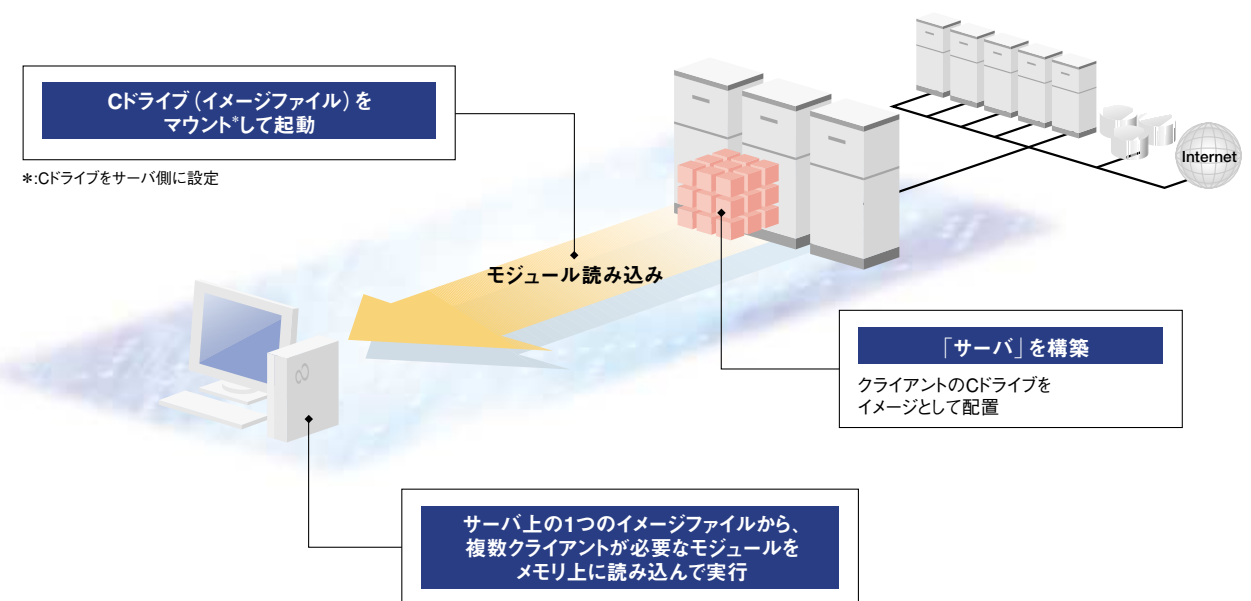 Cドライブ（イメージファイル）を
マウント*して起動
*:Cドライブをサーバ側に設定
Internet
モジュール読み込み
「サーバ」を構築
クライアントのCドライブを
イメージとして配置
サーバ上の1つのイメージファイルから、
複数クライアントが必要なモジュールを
メモリ上に読み込んで実行